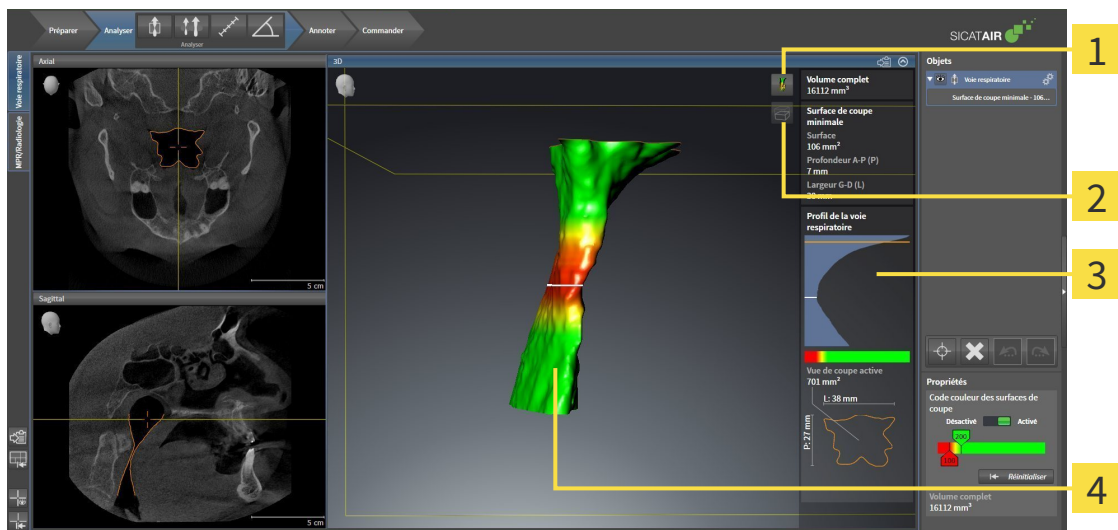 Préparer
Analyser
Analyser
Annoter
Commander
SICATAIR
1
2
3
4
Voie respiratoire
MPR/Radiologie
Axial
5 cm
Sagittal
5 cm
3D
Volume complet
16112 mm³
Surface de coupe
minimale
Surface
106 mm²
Profondeur A-P (P)
7 mm
Largeur G-D (L)
Profil de la voie
respiratoire
Vue de coupe active
701 mm²
L: 38 mm
P: 27 mm
Objets
Voie respiratoire
Surface de coupe minimale - 106...
Propriétés
Code couleur des surfaces de
coupe
Désactivé
Activé
200
100
Réinitialiser
Volume complet
16112 mm³